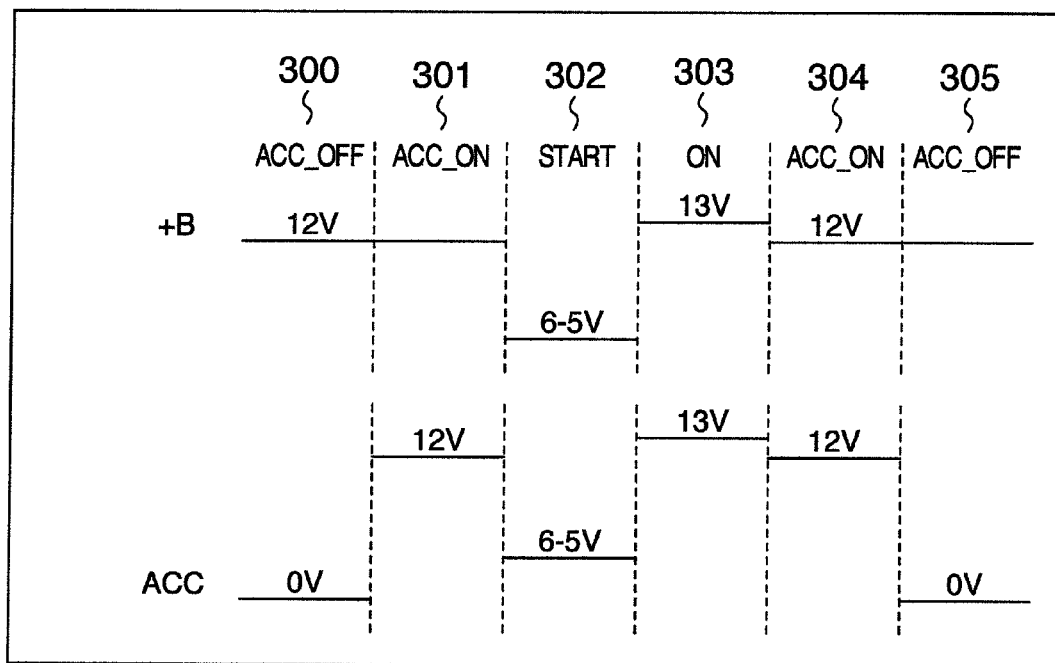 300 301 302 303 304 305
ACC_OFF ACC_ON START ON ACC_ON ACC_OFF
13V
+B 12V 12V
6-5V
13V
12V 12V
6-5V
ACC 0V 0V